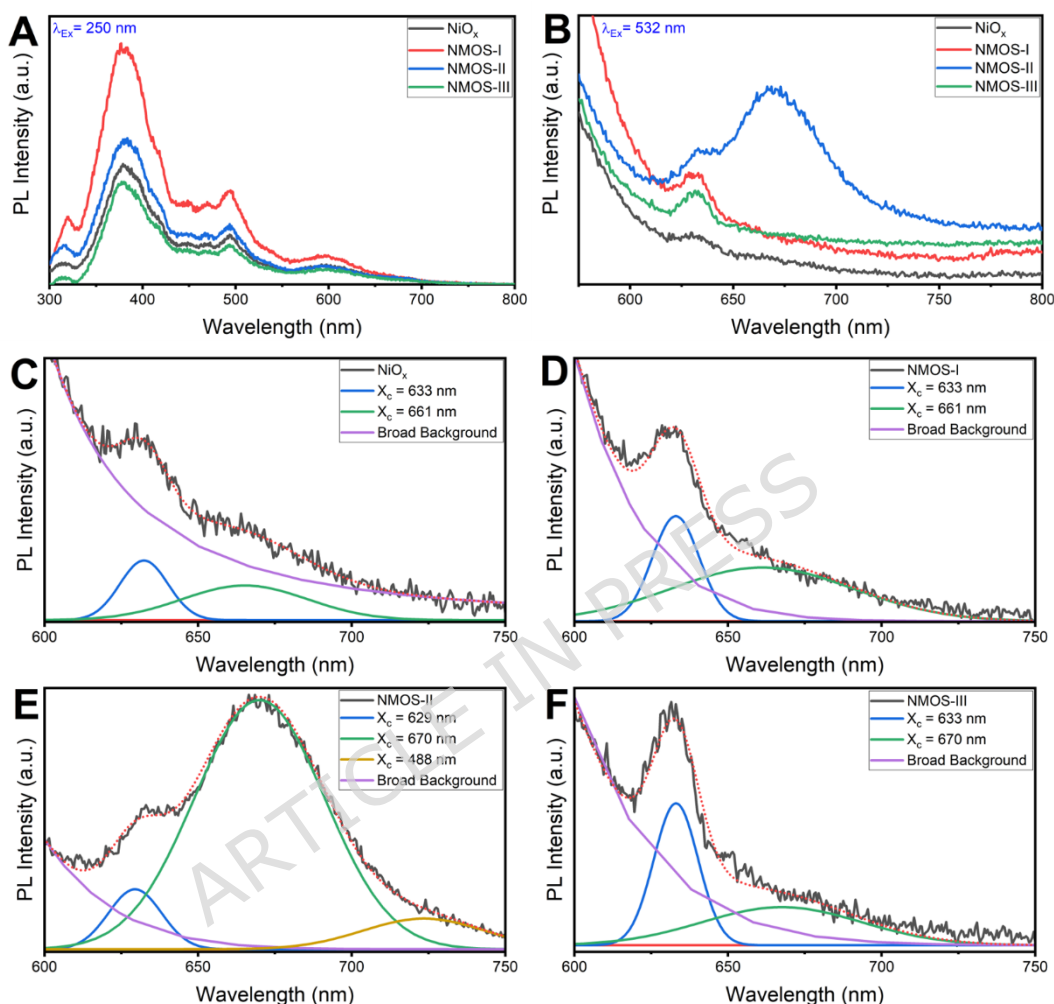 A
λEx= 250 nm
NiOx
NMOS-I
NMOS-II
NMOS-III
PL Intensity (a.u.)
300 400 500 600 700 800
Wavelength (nm)
B
λEx= 532 nm
NiOx
NMOS-I
NMOS-II
NMOS-III
PL Intensity (a.u.)
600 650 700 750 800
Wavelength (nm)
C
NiOx
Xc = 633 nm
Xc = 661 nm
Broad Background
PL Intensity (a.u.)
600 650 700 750
Wavelength (nm)
D
NMOS-I
Xc = 633 nm
Xc = 661 nm
Broad Background
PL Intensity (a.u.)
600 650 700 750
Wavelength (nm)
E
NMOS-II
Xc = 629 nm
Xc = 670 nm
Xc = 488 nm
Broad Background
PL Intensity (a.u.)
600 650 700 750
Wavelength (nm)
F
NMOS-III
Xc = 633 nm
Xc = 670 nm
Broad Background
PL Intensity (a.u.)
600 650 700 750
Wavelength (nm)
ARTICLE IN PRESS